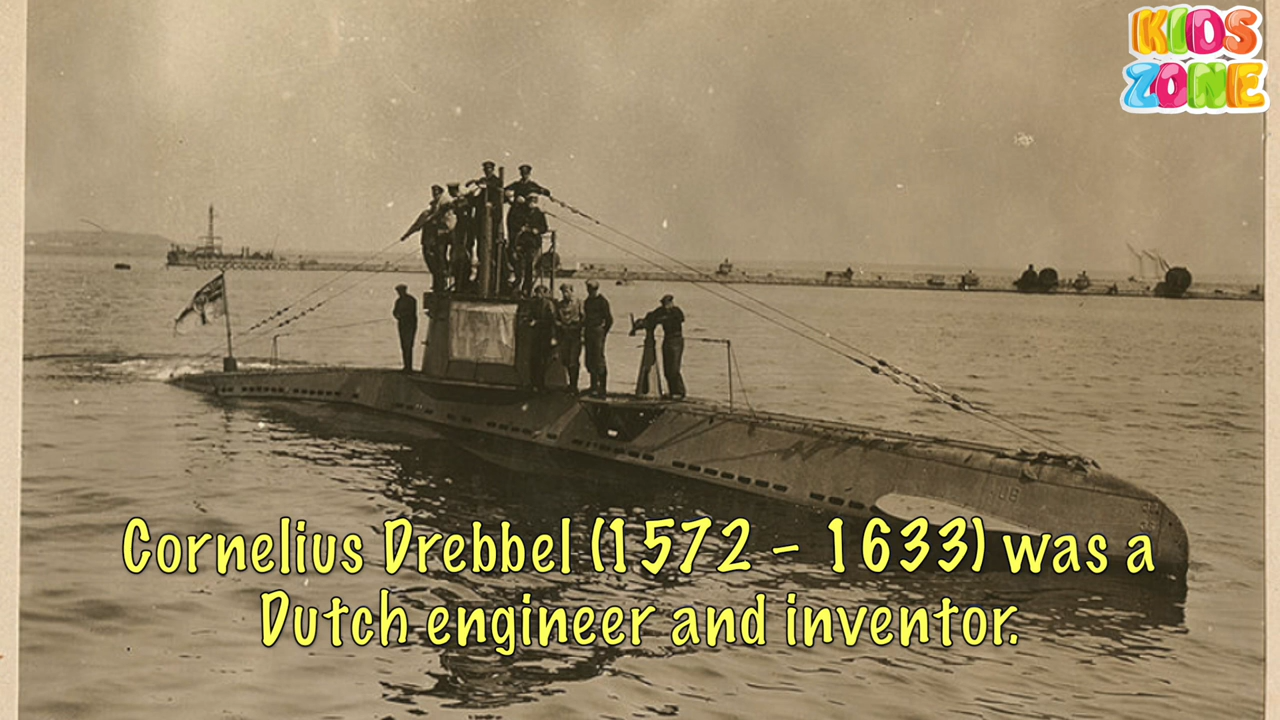 KIDS
ZONE
Cornelius Drebbel (1572 – 1633) was a
Dutch engineer and inventor.